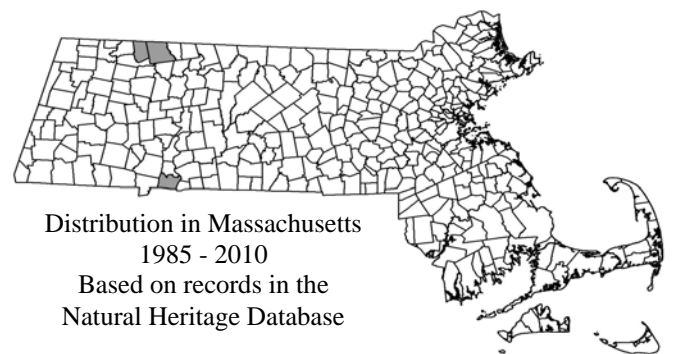 Distribution in Massachusetts
1985 - 2010
Based on records in the
Natural Heritage Database